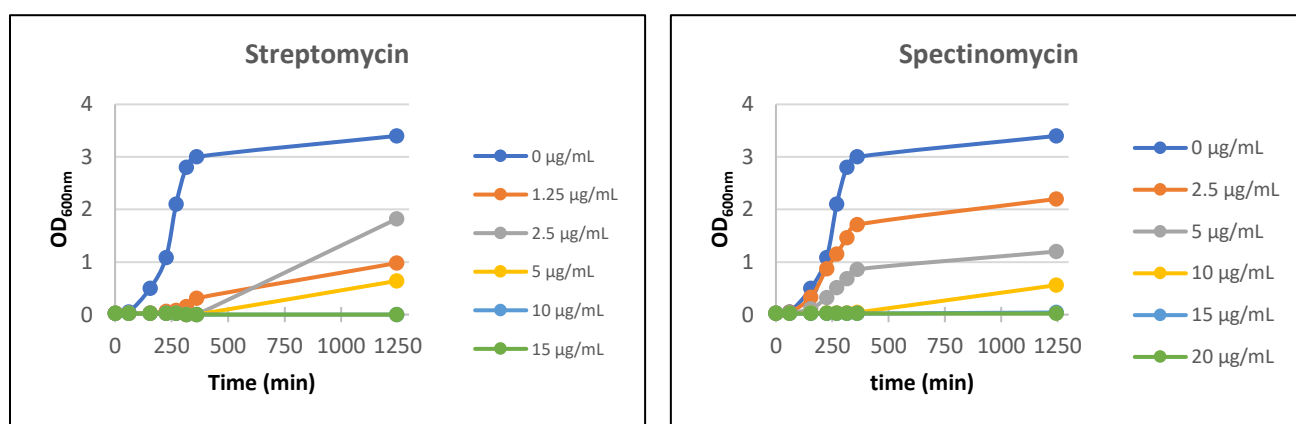 Streptomycin
4
3
2
1
0
OD600nm
0 250 500 750 1000 1250
Time (min)
0 µg/mL
1.25 µg/mL
2.5 µg/mL
5 µg/mL
10 µg/mL
15 µg/mL
Spectinomycin
4
3
2
1
0
OD600nm
0 250 500 750 1000 1250
time (min)
0 µg/mL
2.5 µg/mL
5 µg/mL
10 µg/mL
15 µg/mL
20 µg/mL